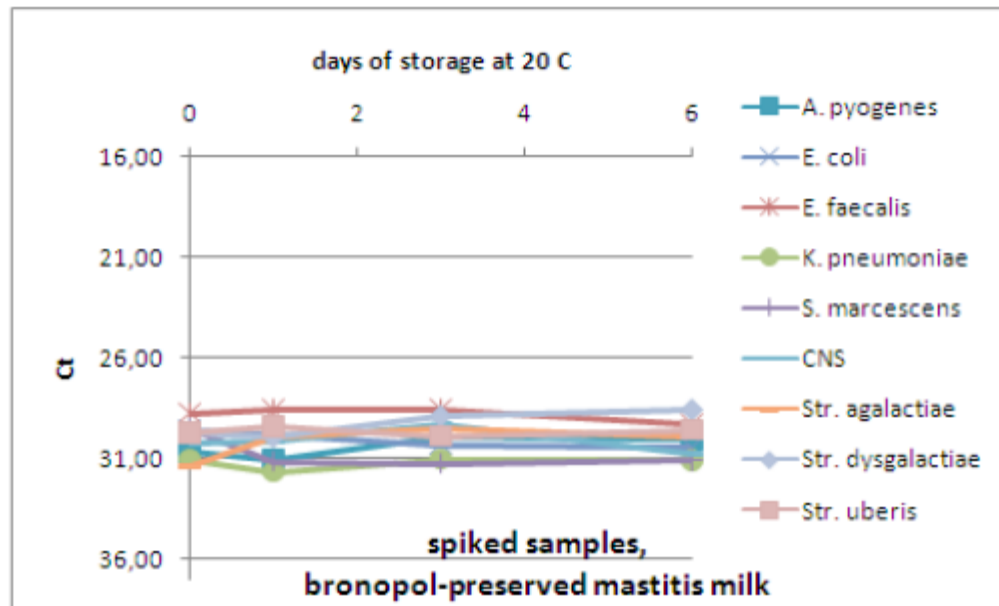 days of storage at 20 C
0 2 4 6
16,00
21,00
26,00
31,00
36,00
Ct
A. pyogenes
E. coli
E. faecalis
K. pneumoniae
S. marcescens
CNS
Str. agalactiae
Str. dysgalactiae
Str. uberis
spiked samples,
bronopol-preserved mastitis milk